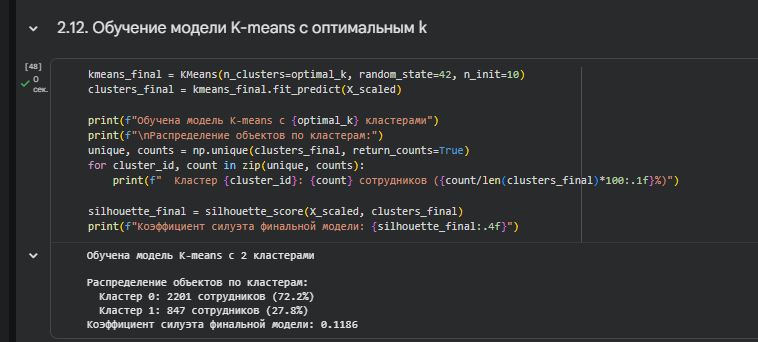 2.12. Обучение модели K-means с оптимальным k
[48]
0
сек.
kmeans_final = KMeans(n_clusters=optimal_k, random_state=42, n_init=10)
clusters_final = kmeans_final.fit_predict(X_scaled)
print(f"Обучена модель K-means с {optimal_k} кластерами")
print(f"\nРаспределение объектов по кластерам:")
unique, counts = np.unique(clusters_final, return_counts=True)
for cluster_id, count in zip(unique, counts):
    print(f"  Кластер {cluster_id}: {count} сотрудников ({count/len(clusters_final)*100:.1f}%)")
silhouette_final = silhouette_score(X_scaled, clusters_final)
print(f"Коэффициент силуэта финальной модели: {silhouette_final:.4f}")
Обучена модель K-means с 2 кластерами
Распределение объектов по кластерам:
  Кластер 0: 2201 сотрудников (72.2%)
  Кластер 1: 847 сотрудников (27.8%)
Коэффициент силуэта финальной модели: 0.1186